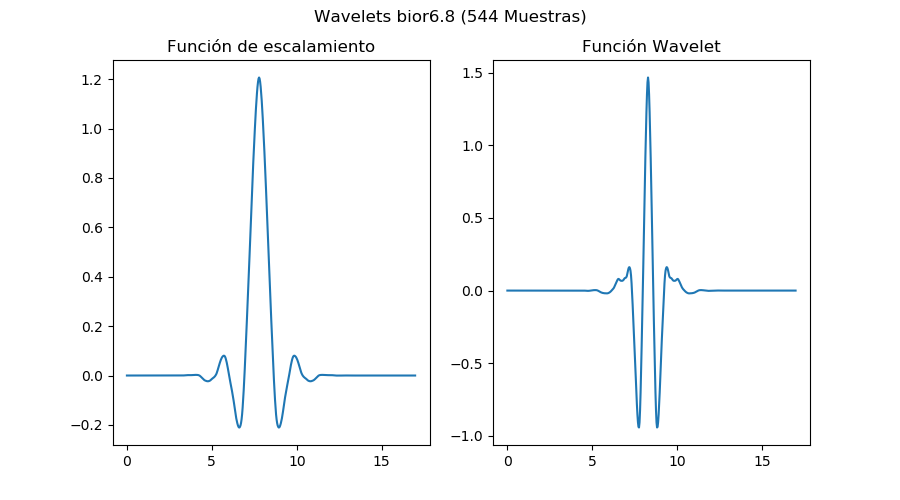 Wavelets bior6.8 (544 Muestras)
Función de escalamiento
1.2
1.0
0.8
0.6
0.4
0.2
0.0
−0.2
0 5 10 15
Función Wavelet
1.5
1.0
0.5
0.0
−0.5
−1.0
0 5 10 15